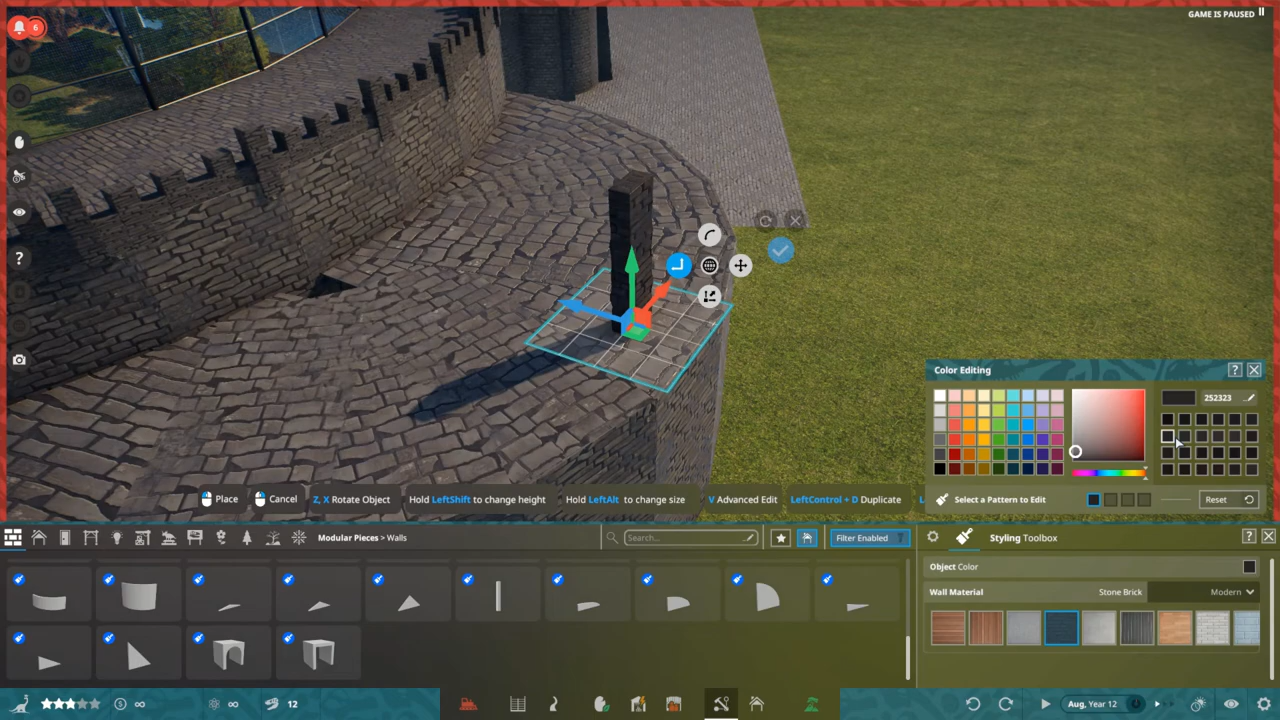 6
GAME IS PAUSED
?
Color Editing
?
252323
Select a Pattern to Edit
Reset
Place
Cancel
Z, X Rotate Object
Hold LeftShift to change height
Hold LeftAlt to change size
V Advanced Edit
LeftControl + D Duplicate
Modular Pieces > Walls
Search...
Filter Enabled
Styling Toolbox
?
Object Color
Wall Material
Stone Brick
Modern
∞
∞
12
Aug, Year 12